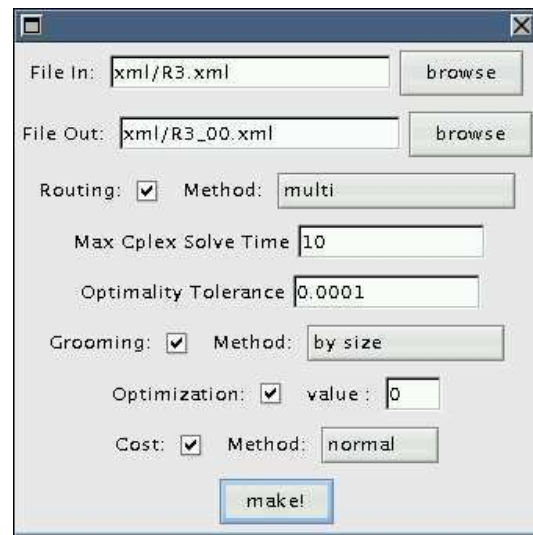 File In: xml/R3.xml browse
File Out: xml/R3_00.xml browse
Routing: Method: multi
Max Cplex Solve Time 10
Optimality Tolerance 0.0001
Grooming: Method: by size
Optimization: value : 0
Cost: Method: normal
make!